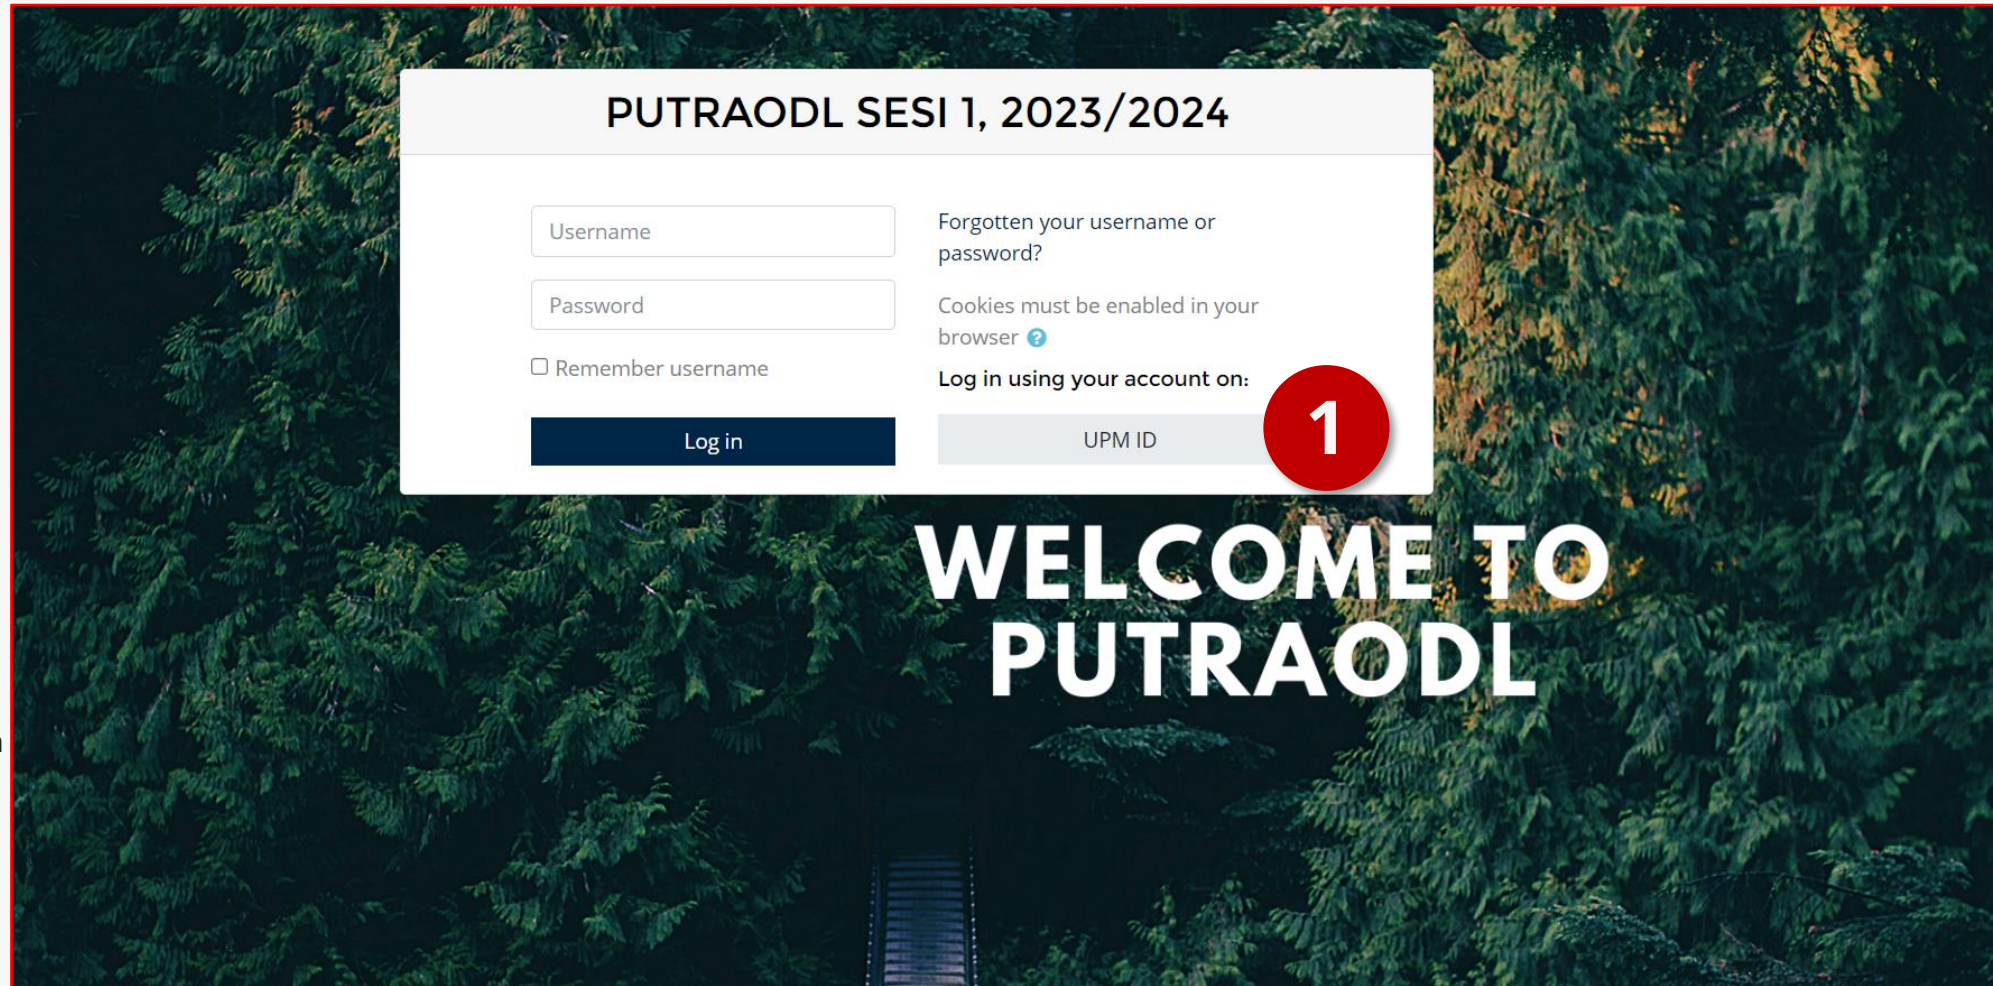 PUTRAODL SESI 1, 2023/2024
Username
Password
Remember username
Log in
Forgotten your username or
password?
Cookies must be enabled in your
browser ?
Log in using your account on:
UPM ID
1
WELCOME TO
PUTRAODL